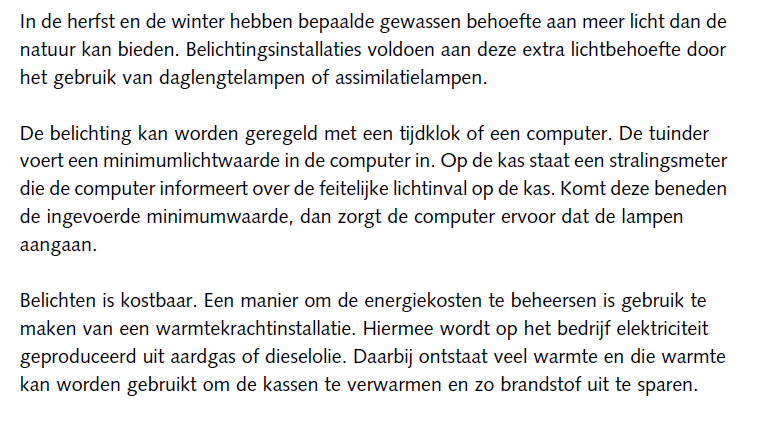 In de herfst en de winter hebben bepaalde gewassen behoefte aan meer licht dan de
natuur kan bieden. Belichtingsinstallaties voldoen aan deze extra lichtbehoefte door
het gebruik van daglengtelampen of assimilatielampen.
De belichting kan worden geregeld met een tijdklok of een computer. De tuinder
voert een minimumlichtwaarde in de computer in. Op de kas staat een stralingsmeter
die de computer informeert over de feitelijke lichtinval op de kas. Komt deze beneden
de ingevoerde minimumwaarde, dan zorgt de computer ervoor dat de lampen
aangaan.
Belichten is kostbaar. Een manier om de energiekosten te beheersen is gebruik te
maken van een warmtekrachtinstallatie. Hiermee wordt op het bedrijf elektriciteit
geproduceerd uit aardgas of dieselolie. Daarbij ontstaat veel warmte en die warmte
kan worden gebruikt om de kassen te verwarmen en zo brandstof uit te sparen.